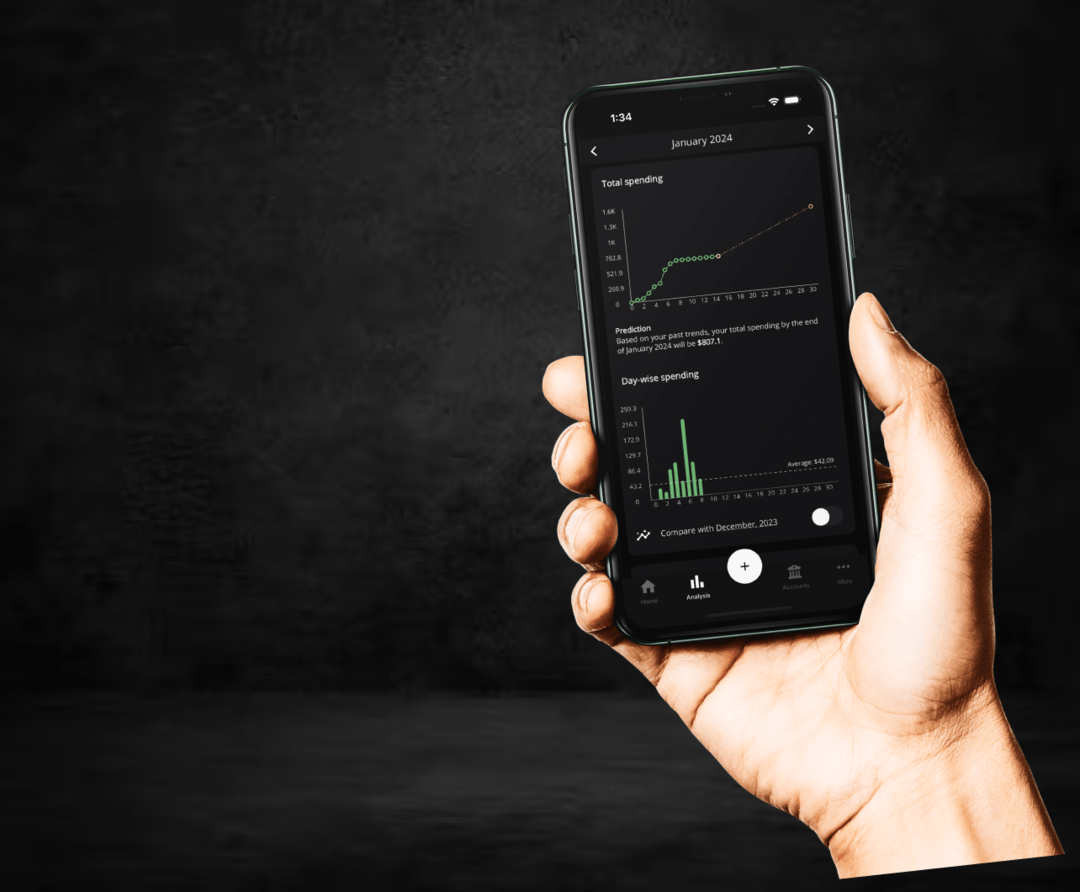 1:34
January 2024
Total spending
1.6K
1.3K
1K
782.8
521.9
260.9
0
0 2 4 6 8 10 12 14 16 18 20 22 24 26 28 30
Prediction
Based on your past trends, your total spending by the end
of January 2024 will be $807.1.
Day-wise spending
259.3
216.1
172.9
129.7
86.4
43.2
0 2 4 6 8 10 12 14 16 18 20 22 24 26 28 30
Average: $42.09
Compare with December, 2023
Home
Analysis
+
Accounts
More